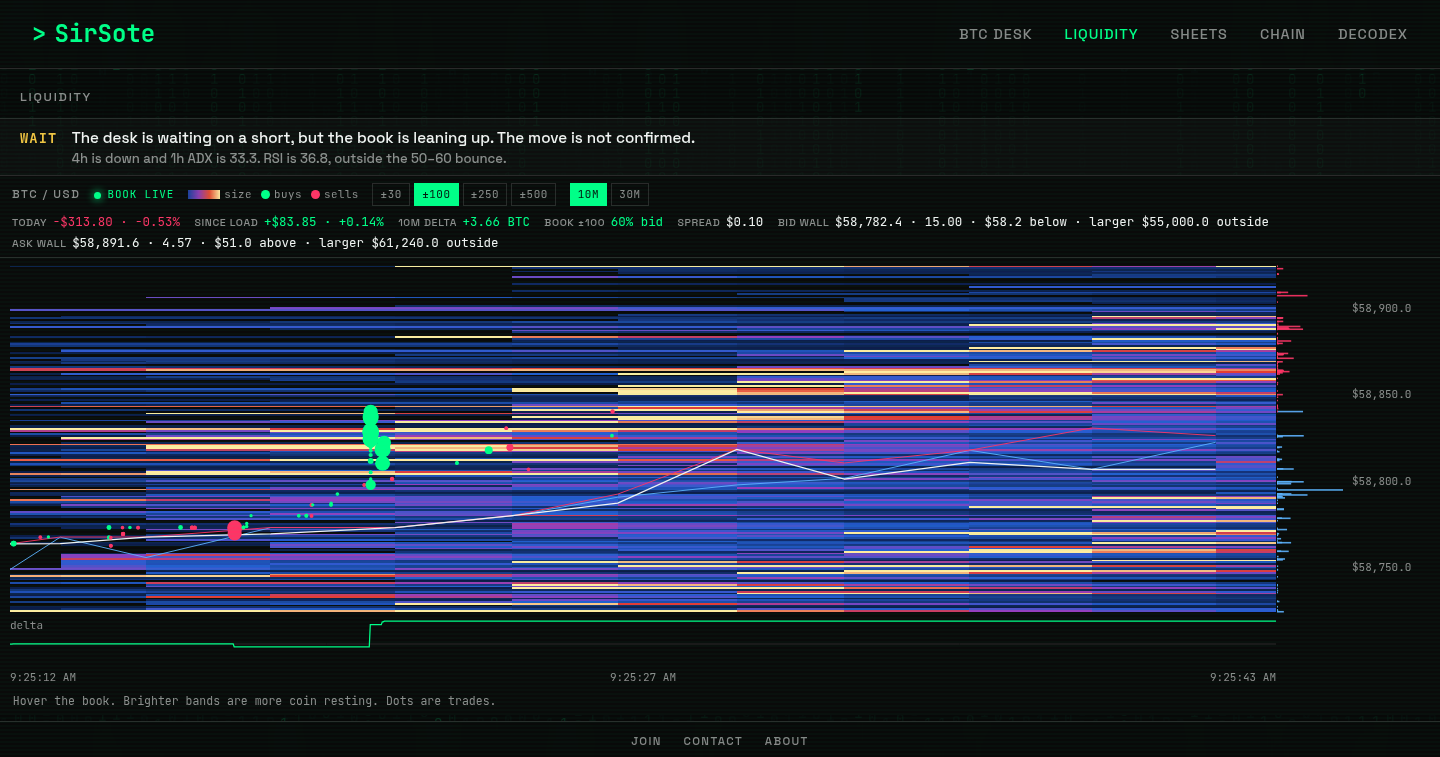 > SirSote
BTC DESK LIQUIDITY SHEETS CHAIN DECODEX
LIQUIDITY
WAIT The desk is waiting on a short, but the book is leaning up. The move is not confirmed.
4h is down and 1h ADX is 33.3. RSI is 36.8, outside the 50–60 bounce.
BTC / USD BOOK LIVE size buys sells ±30 ±100 ±250 ±500 10M 30M
TODAY -$313.80 · -0.53% SINCE LOAD +$83.85 · +0.14% 10M DELTA +3.66 BTC BOOK ±100 60% bid SPREAD $0.10 BID WALL $58,782.4 · 15.00 · $58.2 below · larger $55,000.0 outside
ASK WALL $58,891.6 · 4.57 · $51.0 above · larger $61,240.0 outside
$58,900.0
$58,850.0
$58,800.0
$58,750.0
delta
9:25:12 AM 9:25:27 AM 9:25:43 AM
Hover the book. Brighter bands are more coin resting. Dots are trades.
JOIN CONTACT ABOUT